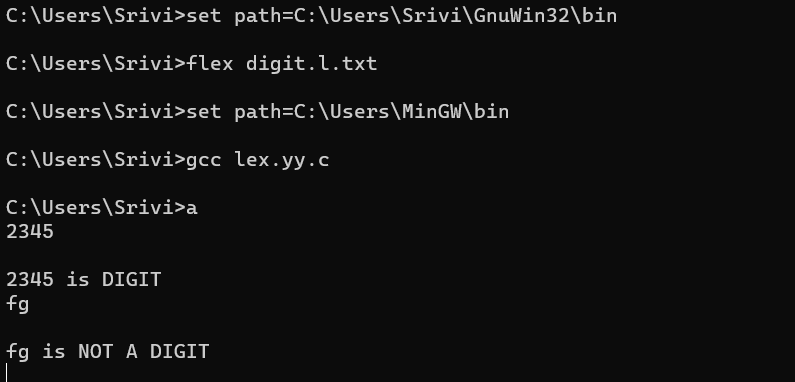 C:\Users\Srivi>set path=C:\Users\Srivi\GnuWin32\bin
C:\Users\Srivi>flex digit.l.txt
C:\Users\Srivi>set path=C:\Users\MinGW\bin
C:\Users\Srivi>gcc lex.yy.c
C:\Users\Srivi>a
2345
2345 is DIGIT
fg
fg is NOT A DIGIT